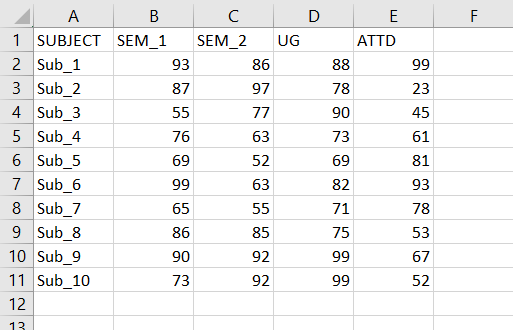 A B C D E F
1 SUBJECT SEM_1 SEM_2 UG ATTD
2 Sub_1 93 86 88 99
3 Sub_2 87 97 78 23
4 Sub_3 55 77 90 45
5 Sub_4 76 63 73 61
6 Sub_5 69 52 69 81
7 Sub_6 99 63 82 93
8 Sub_7 65 55 71 78
9 Sub_8 86 85 75 53
10 Sub_9 90 92 99 67
11 Sub_10 73 92 99 52
12
13